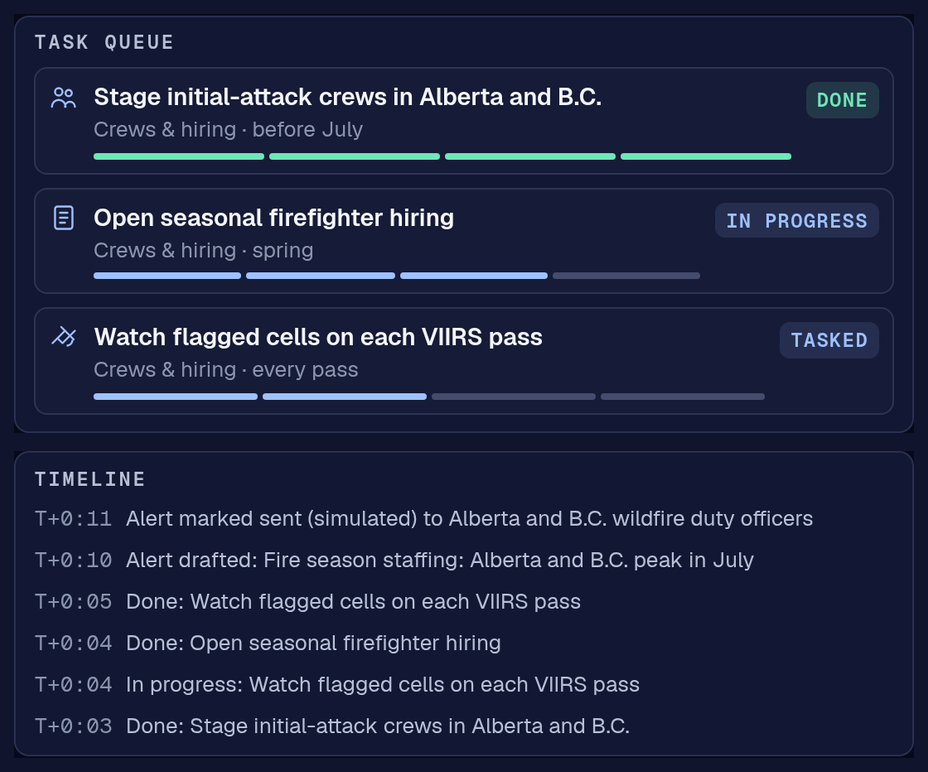 TASK QUEUE
Stage initial-attack crews in Alberta and B.C.
DONE
Crews & hiring · before July
Open seasonal firefighter hiring
IN PROGRESS
Crews & hiring · spring
Watch flagged cells on each VIIRS pass
TASKED
Crews & hiring · every pass
TIMELINE
T+0:11 Alert marked sent (simulated) to Alberta and B.C. wildfire duty officers
T+0:10 Alert drafted: Fire season staffing: Alberta and B.C. peak in July
T+0:05 Done: Watch flagged cells on each VIIRS pass
T+0:04 Done: Open seasonal firefighter hiring
T+0:04 In progress: Watch flagged cells on each VIIRS pass
T+0:03 Done: Stage initial-attack crews in Alberta and B.C.